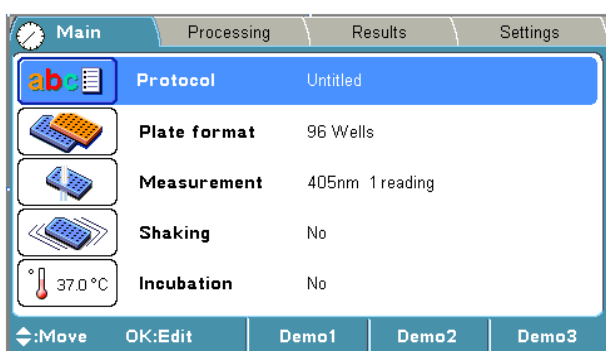 Main Processing Results Settings
abc Protocol Untitled
Plate format 96 Wells
Measurement 405nm 1 reading
Shaking No
37.0 °C Incubation No
:Move OK:Edit Demo1 Demo2 Demo3